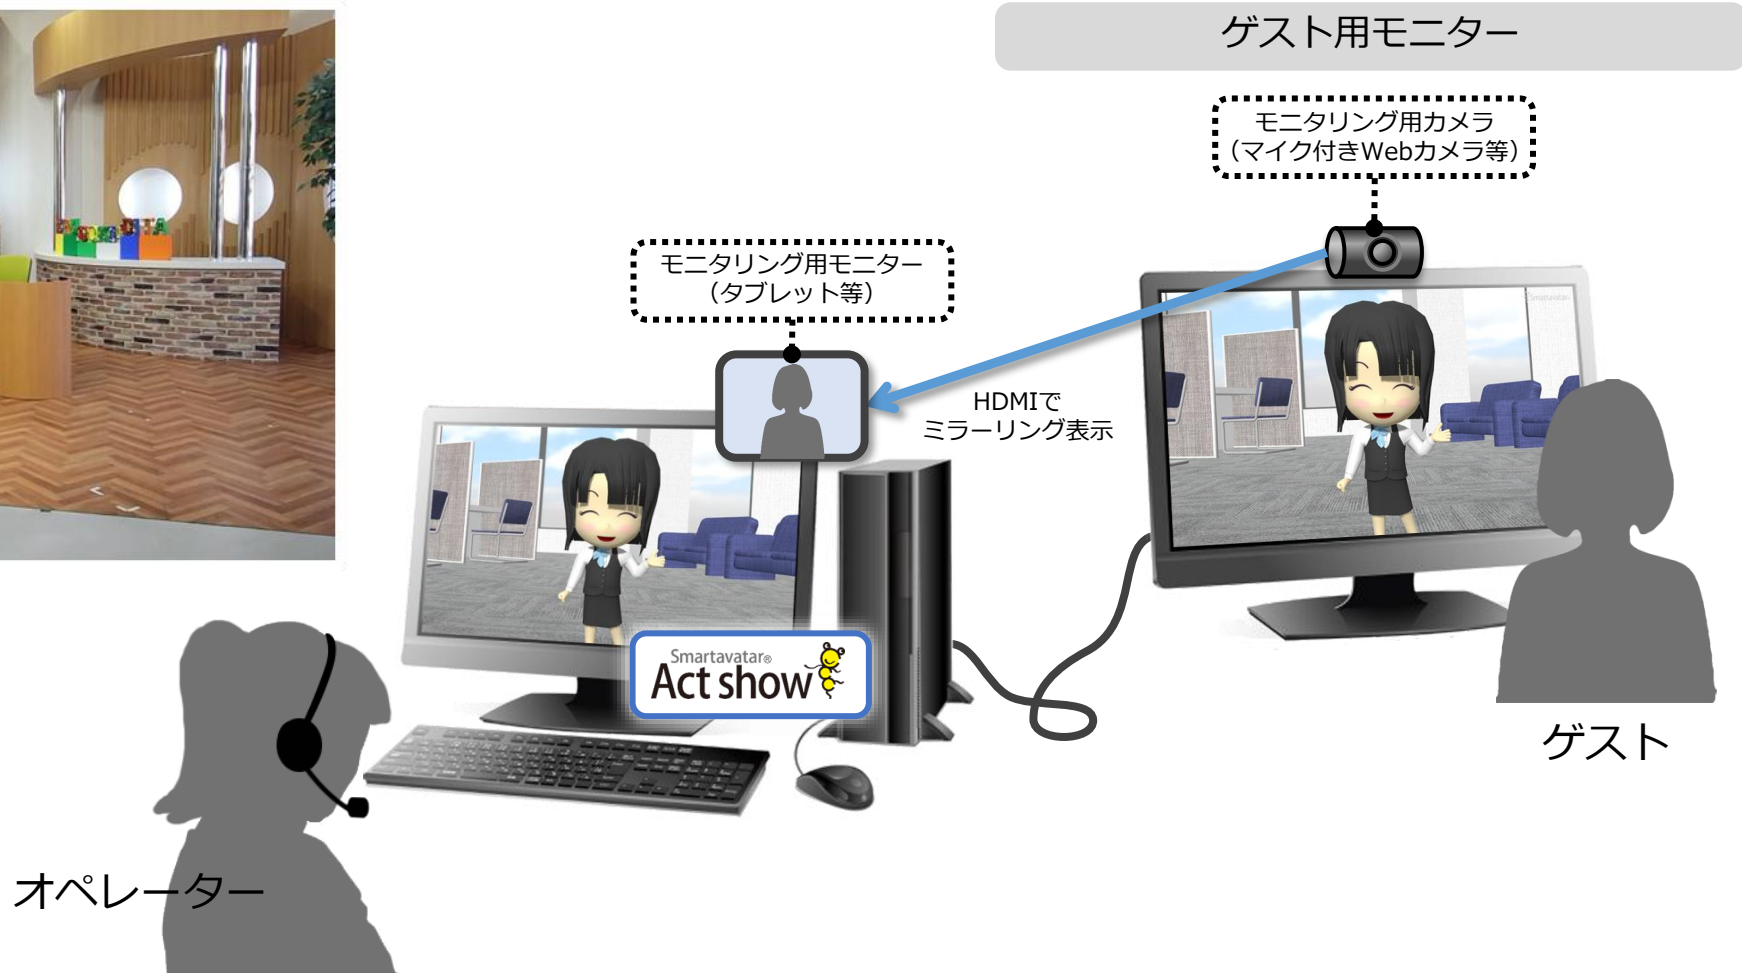 ゲスト用モニター
モニタリング用カメラ
（マイク付きWebカメラ等）
モニタリング用モニター
（タブレット等）
HDMIで
ミラーリング表示
Smartavatar
Smartavatar®
Act show
ゲスト
オペレーター